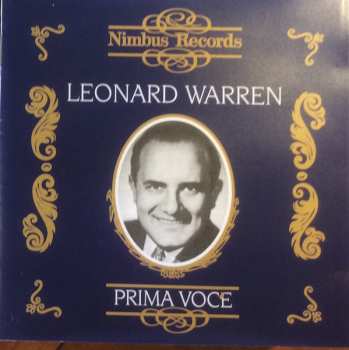 Nimbus Records
LEONARD WARREN
PRIMA VOCE